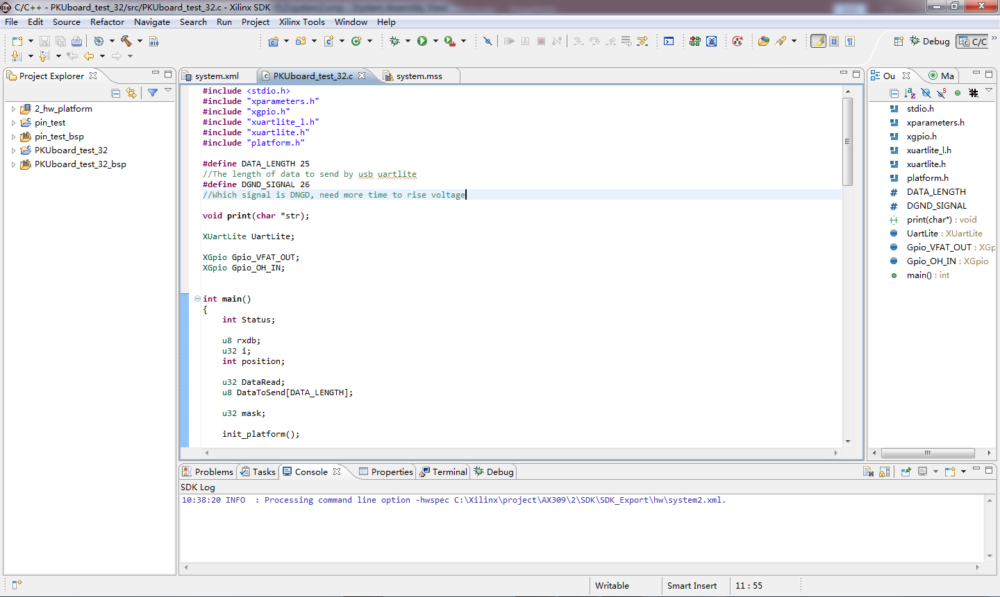 C/C++ - PKUboard_test_32/src/PKUboard_test_32.c - Xilinx SDK
File Edit Source Refactor Navigate Search Run Project Xilinx Tools Window Help
Debug C/C
Project Explorer
2_hw_platform
pin_test
pin_test_bsp
PKUboard_test_32
PKUboard_test_32_bsp
system.xml PKUboard_test_32.c system.mss
#include <stdio.h>
#include "xparameters.h"
#include "xgpio.h"
#include "xuartlite_l.h"
#include "xuartlite.h"
#include "platform.h"
#define DATA_LENGTH 25
//The length of data to send by usb uartlite
#define DGND_SIGNAL 26
//Which signal is DNGD, need more time to rise voltage
void print(char *str);
XUartLite UartLite;
XGpio Gpio_VFAT_OUT;
XGpio Gpio_OH_IN;
int main()
{
int Status;
u8 rxdb;
u32 i;
int position;
u32 DataRead;
u8 DataToSend[DATA_LENGTH];
u32 mask;
init_platform();
Ou Ma
stdio.h
xparameters.h
xgpio.h
xuartlite_l.h
xuartlite.h
platform.h
DATA_LENGTH
DGND_SIGNAL
print(char*) : void
UartLite : XUartLite
Gpio_VFAT_OUT : XGp
Gpio_OH_IN : XGpio
main() : int
Problems Tasks Console Properties Terminal Debug
SDK Log
10:38:20 INFO : Processing command line option -hwspec C:\Xilinx\project\AX309\2\SDK\SDK_Export\hw\system2.xml.
Writable Smart Insert 11 : 55